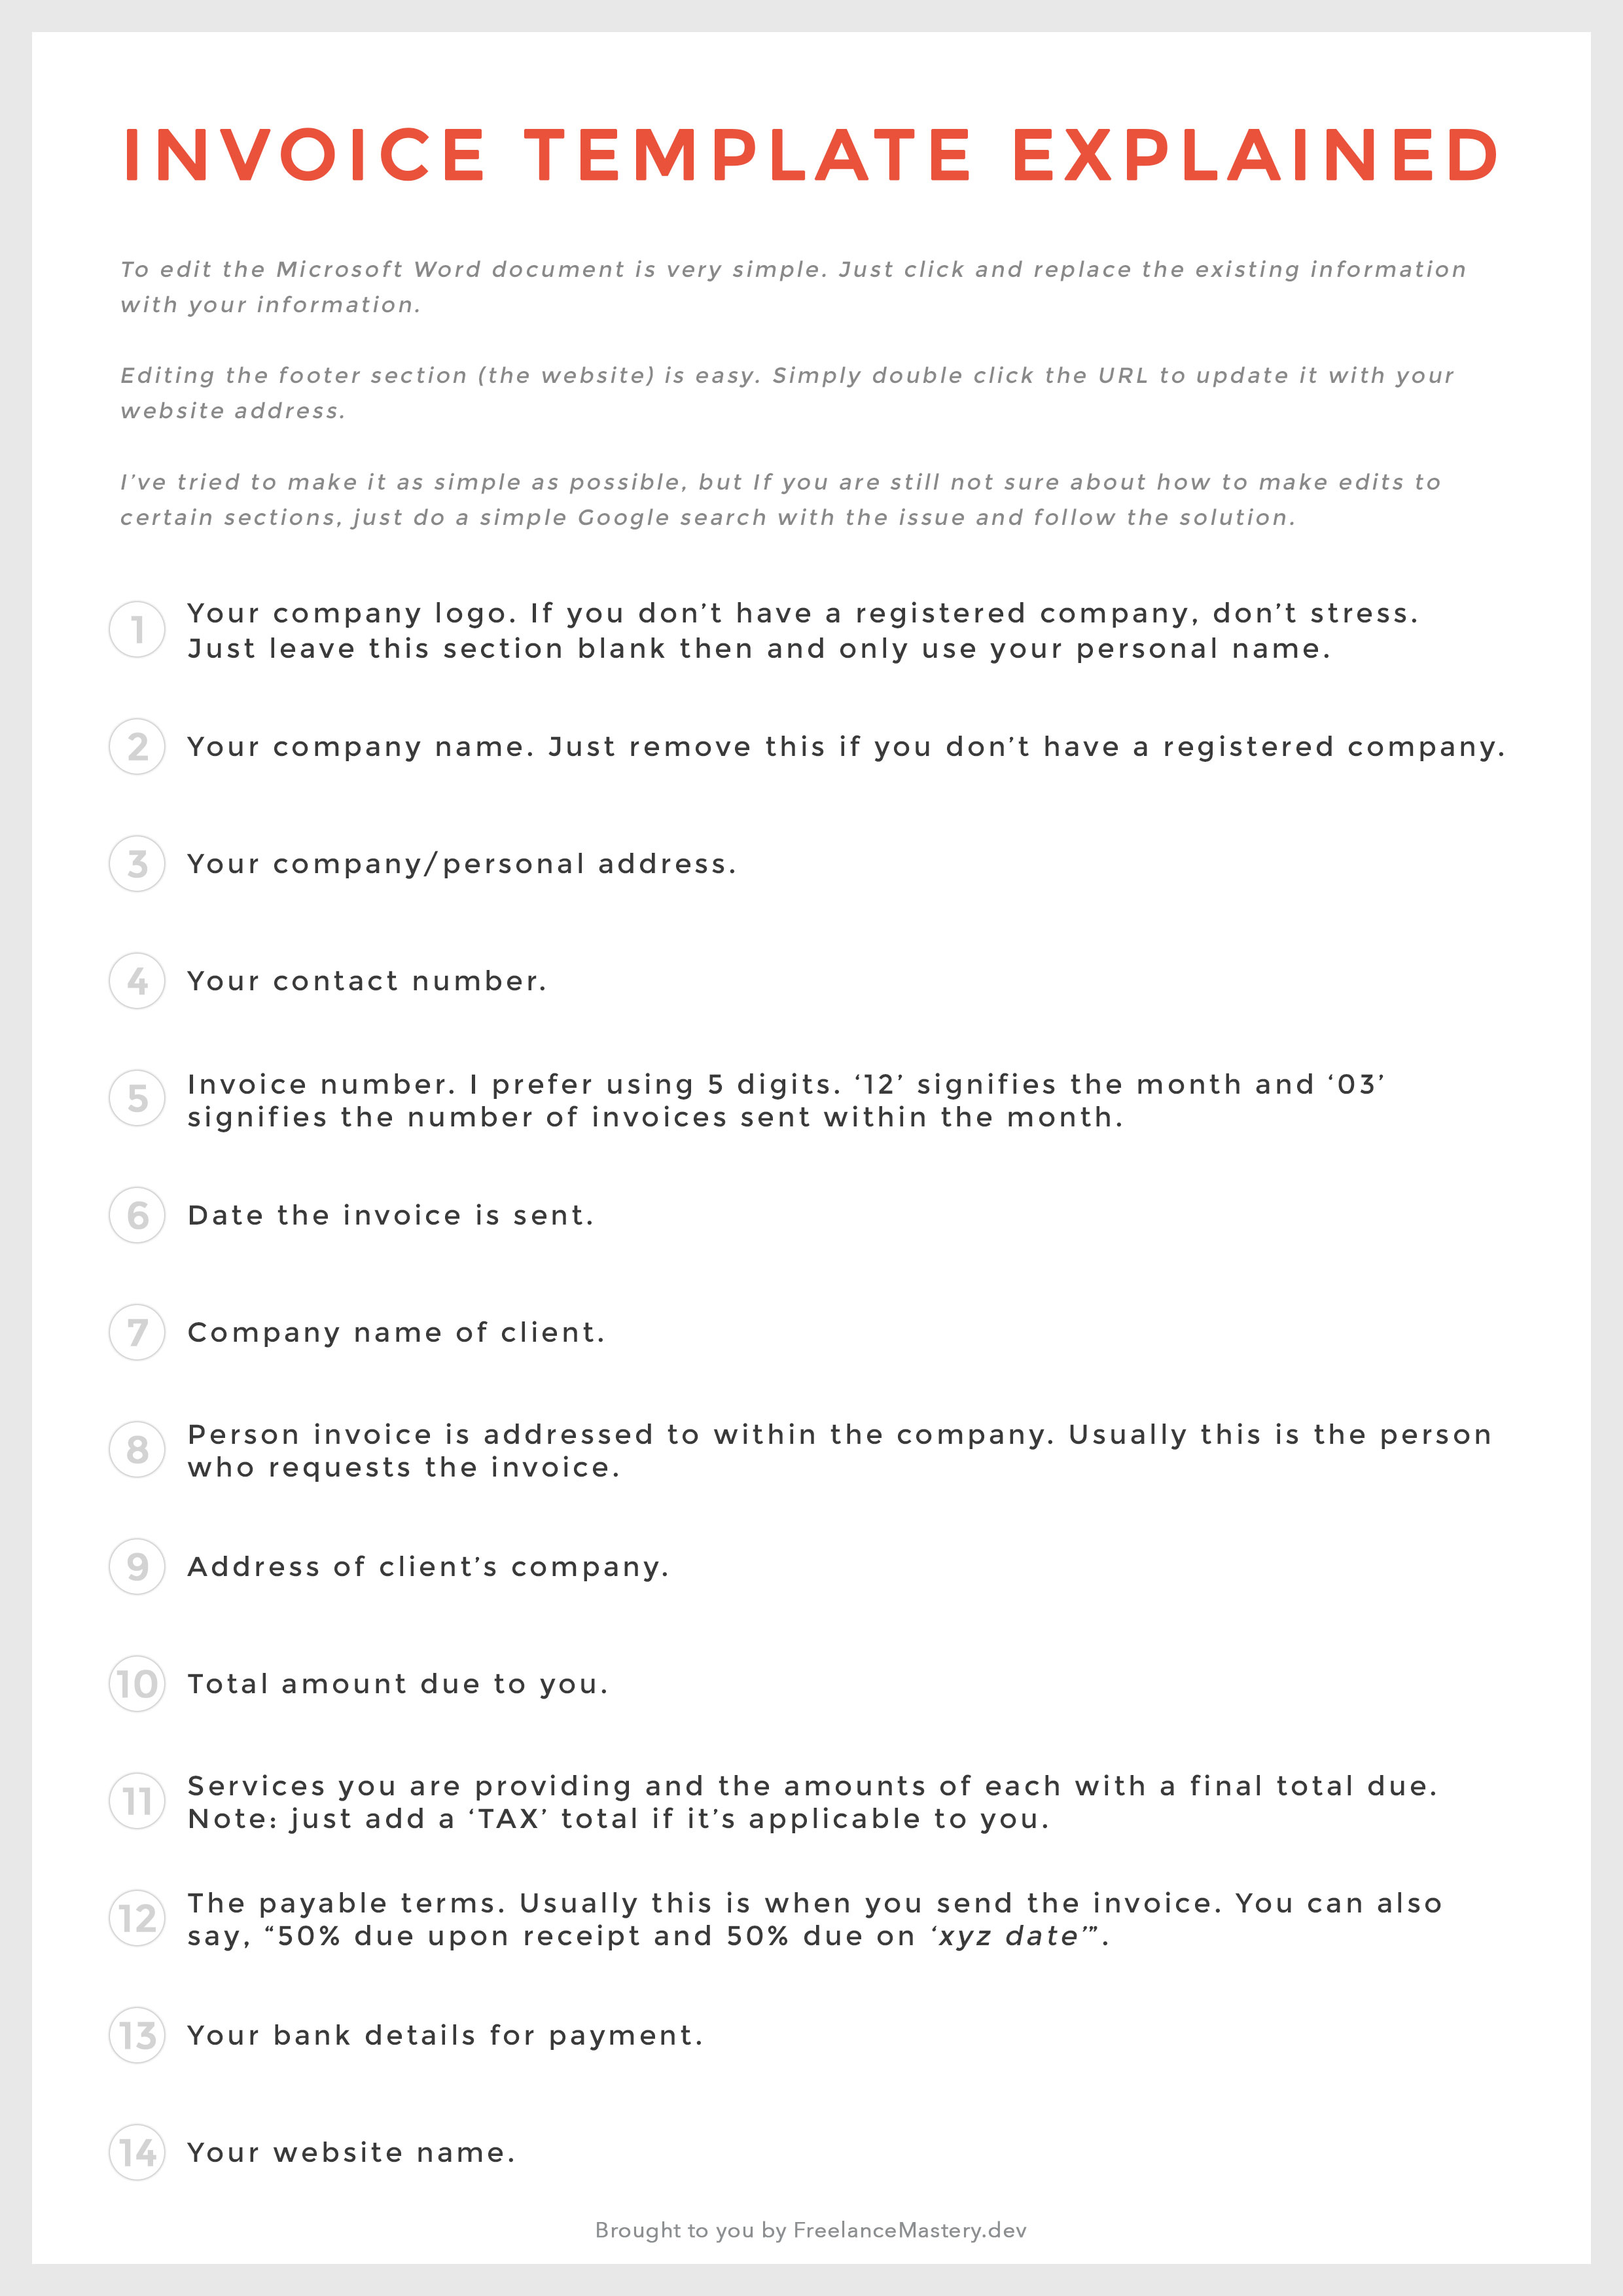 INVOICE TEMPLATE EXPLAINED
To edit the Microsoft Word document is very simple. Just click and replace the existing information
with your information.
Editing the footer section (the website) is easy. Simply double click the URL to update it with your
website address.
I’ve tried to make it as simple as possible, but If you are still not sure about how to make edits to
certain sections, just do a simple Google search with the issue and follow the solution.
1 Your company logo. If you don’t have a registered company, don’t stress.
Just leave this section blank then and only use your personal name.
2 Your company name. Just remove this if you don’t have a registered company.
3 Your company/personal address.
4 Your contact number.
5 Invoice number. I prefer using 5 digits. ‘12’ signifies the month and ‘03’
signifies the number of invoices sent within the month.
6 Date the invoice is sent.
7 Company name of client.
8 Person invoice is addressed to within the company. Usually this is the person
who requests the invoice.
9 Address of client’s company.
10 Total amount due to you.
11 Services you are providing and the amounts of each with a final total due.
Note: just add a ‘TAX’ total if it’s applicable to you.
12 The payable terms. Usually this is when you send the invoice. You can also
say, “50% due upon receipt and 50% due on ‘xyz date’”.
13 Your bank details for payment.
14 Your website name.
Brought to you by FreelanceMastery.dev